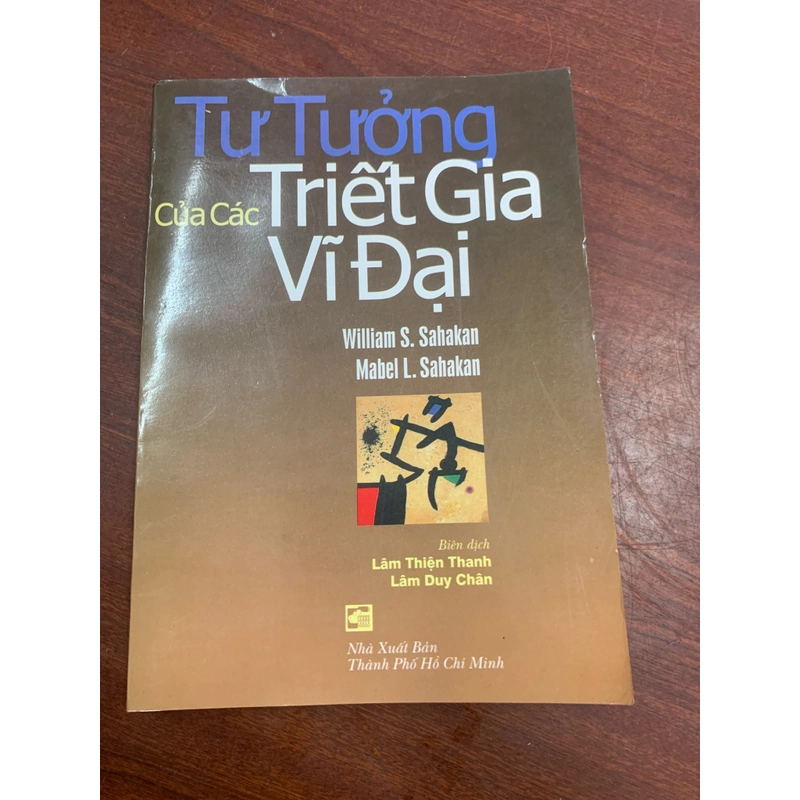 Tư Tưởng
Của Các Triết Gia
Vĩ Đại
William S. Sahakan
Mabel L. Sahakan
Biên dịch
Lâm Thiện Thanh
Lâm Duy Chân
Nhà Xuất Bản
Thành Phố Hồ Chí Minh